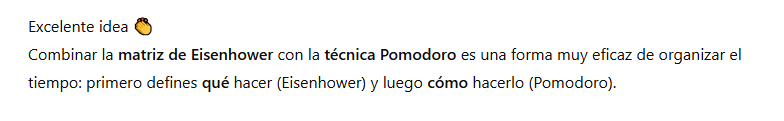 Excelente idea 👏
Combinar la matriz de Eisenhower con la técnica Pomodoro es una forma muy eficaz de organizar el
tiempo: primero defines qué hacer (Eisenhower) y luego cómo hacerlo (Pomodoro).